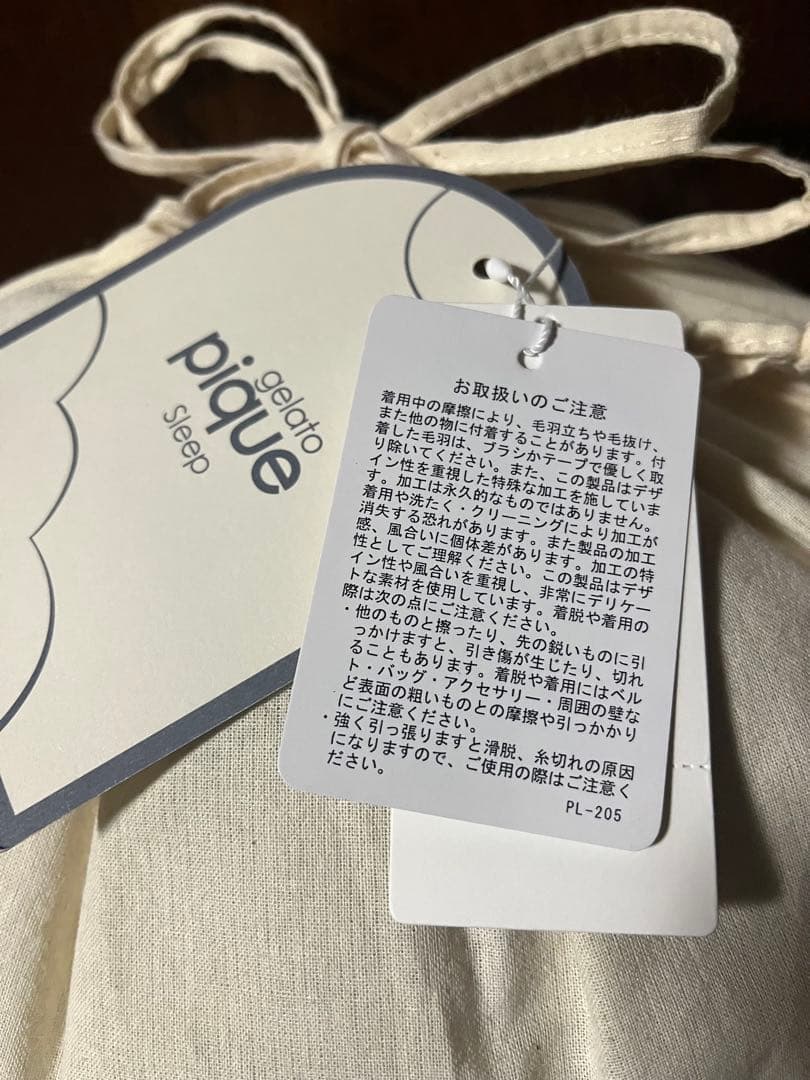 gelato
pique
Sleep
お取扱いのご注意
着用中の摩擦により、毛羽立ちや毛抜け、
また他の物に付着することがあります。付
着した毛羽は、ブラシかテープで優しく取
り除いてください。また、この製品はデザ
イン性を重視した特殊な加工を施していま
す。加工は永久的なものではありません。
着用や洗たく・クリーニングにより加工が
消失する恐れがあります。また製品の加工
感、風合いに個体差があります。加工の特
性としてご理解ください。この製品はデザ
イン性や風合いを重視し、非常にデリケー
トな素材を使用しています。着脱や着用の
際は次の点にご注意ください。
・他のものと擦ったり、先の鋭いものに引
っかけますと、引き傷が生じたり、切れ
ることもあります。着脱や着用にはベル
ト・バッグ・アクセサリー・周囲の壁な
ど表面の粗いものとの摩擦や引っかかり
にご注意ください。
・強く引っ張りますと滑脱、糸切れの原因
になりますので、ご使用の際はご注意く
ださい。
PL-205